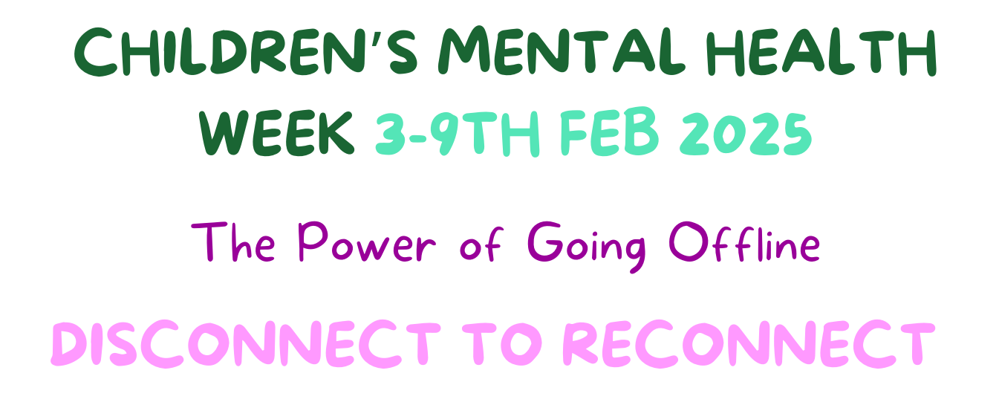 CHILDREN'S MENTAL HEALTH
WEEK 3-9TH FEB 2025
The Power of Going Offline
DISCONNECT TO RECONNECT